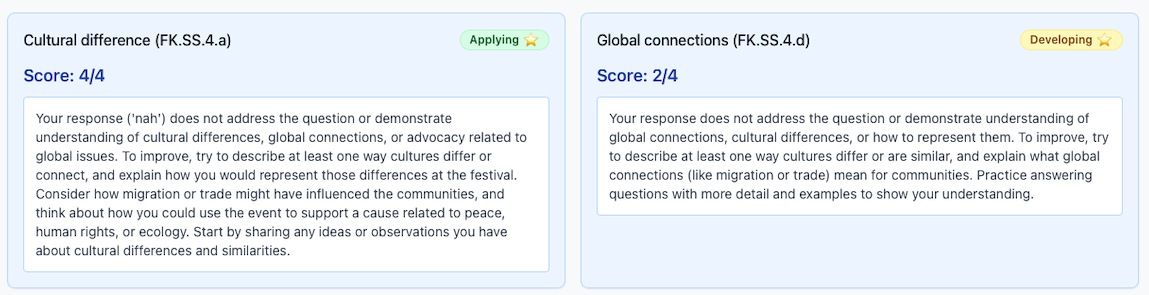 Cultural difference (FK.SS.4.a)
Applying ⭐
Score: 4/4
Your response ('nah') does not address the question or demonstrate
understanding of cultural differences, global connections, or advocacy related to
global issues. To improve, try to describe at least one way cultures differ or
connect, and explain how you would represent those differences at the festival.
Consider how migration or trade might have influenced the communities, and
think about how you could use the event to support a cause related to peace,
human rights, or ecology. Start by sharing any ideas or observations you have
about cultural differences and similarities.
Global connections (FK.SS.4.d)
Developing ⭐
Score: 2/4
Your response does not address the question or demonstrate understanding of
global connections, cultural differences, or how to represent them. To improve, try
to describe at least one way cultures differ or are similar, and explain what global
connections (like migration or trade) mean for communities. Practice answering
questions with more detail and examples to show your understanding.